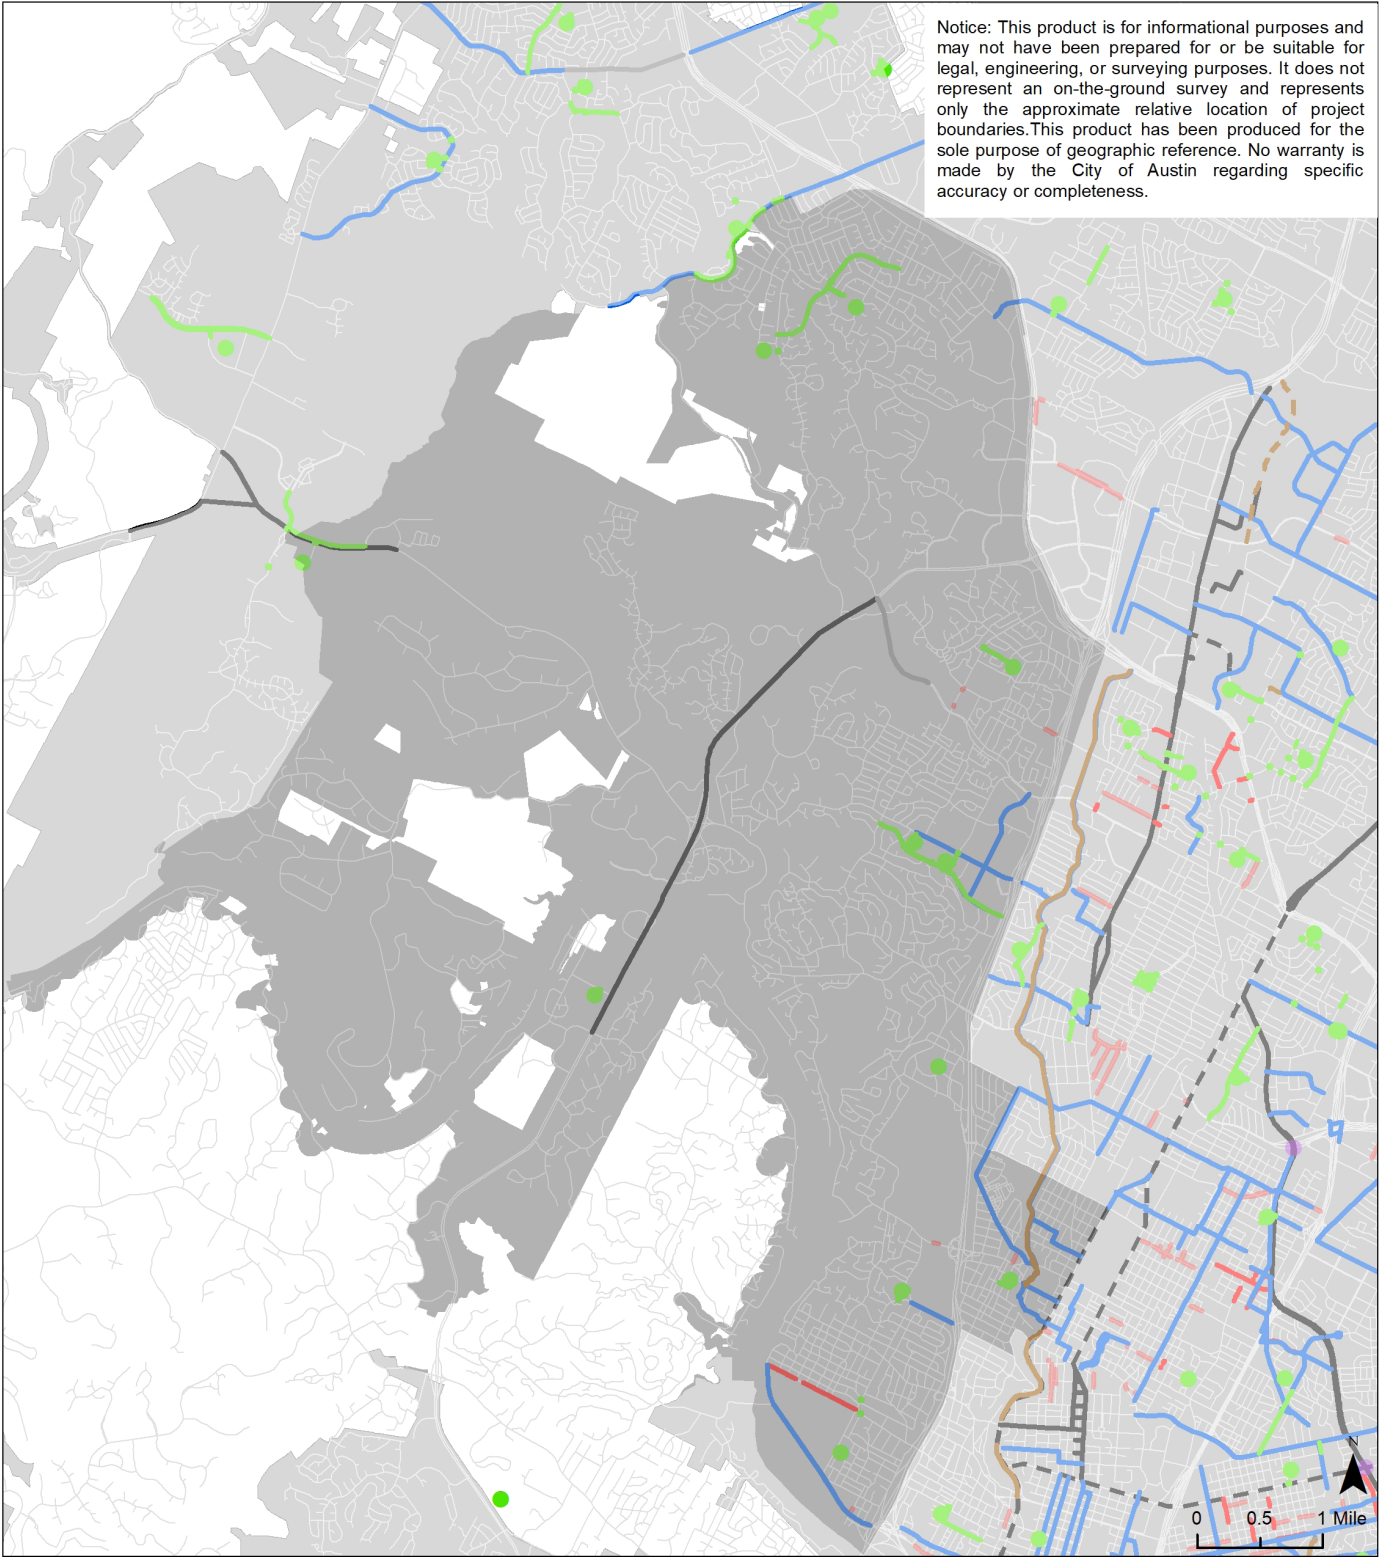 Notice: This product is for informational purposes and
may not have been prepared for or be suitable for
legal, engineering, or surveying purposes. It does not
represent an on-the-ground survey and represents
only the approximate relative location of project
boundaries.This product has been produced for the
sole purpose of geographic reference. No warranty is
made by the City of Austin regarding specific
accuracy or completeness.
N
0 0.5 1 Mile